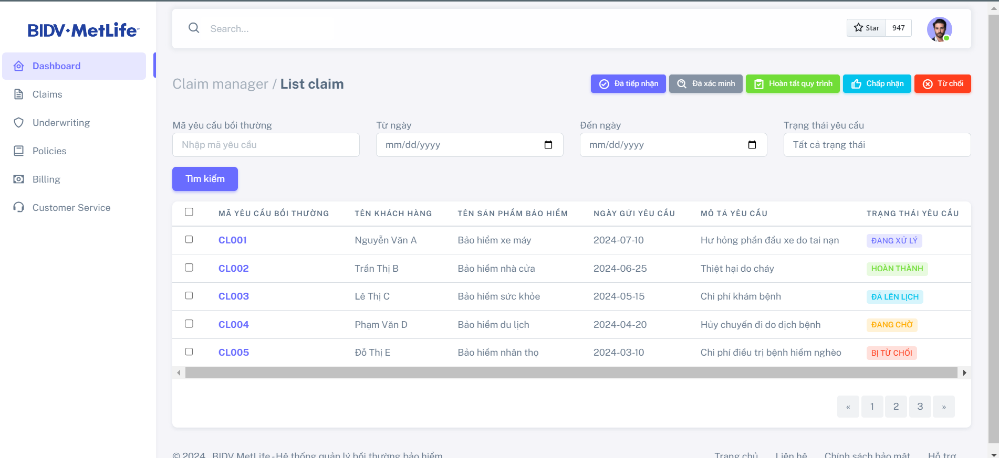 BIDV MetLife
Search...
Star 947
Dashboard
Claims
Underwriting
Policies
Billing
Customer Service
Claim manager / List claim
Đã tiếp nhận Đã xác minh Hoàn tất quy trình Chấp nhận Từ chối
Mã yêu cầu bồi thường Từ ngày Đến ngày Trạng thái yêu cầu
Nhập mã yêu cầu mm/dd/yyyy mm/dd/yyyy Tất cả trạng thái
Tìm kiếm
MÃ YÊU CẦU BỒI THƯỜNG TÊN KHÁCH HÀNG TÊN SẢN PHẨM BẢO HIỂM NGÀY GỬI YÊU CẦU MÔ TẢ YÊU CẦU TRẠNG THÁI YÊU CẦU
CL001 Nguyễn Văn A Bảo hiểm xe máy 2024-07-10 Hư hỏng phần đầu xe do tai nạn ĐANG XỬ LÝ
CL002 Trần Thị B Bảo hiểm nhà cửa 2024-06-25 Thiệt hại do cháy HOÀN THÀNH
CL003 Lê Thị C Bảo hiểm sức khỏe 2024-05-15 Chi phí khám bệnh ĐÃ LÊN LỊCH
CL004 Phạm Văn D Bảo hiểm du lịch 2024-04-20 Hủy chuyến đi do dịch bệnh ĐANG CHỜ
CL005 Đỗ Thị E Bảo hiểm nhân thọ 2024-03-10 Chi phí điều trị bệnh hiểm nghèo BỊ TỪ CHỐI
« 1 2 3 »
© 2024 , BIDV MetLife - Hệ thống quản lý bồi thường bảo hiểm Trang chủ Liên hệ Chính sách bảo mật Hỗ trợ